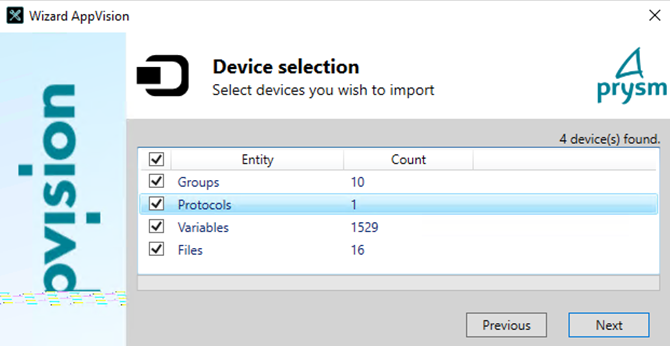 Wizard AppVision
pvision
Device selection
Select devices you wish to import
prysm
4 device(s) found.
Entity Count
Groups 10
Protocols 1
Variables 1529
Files 16
Previous Next